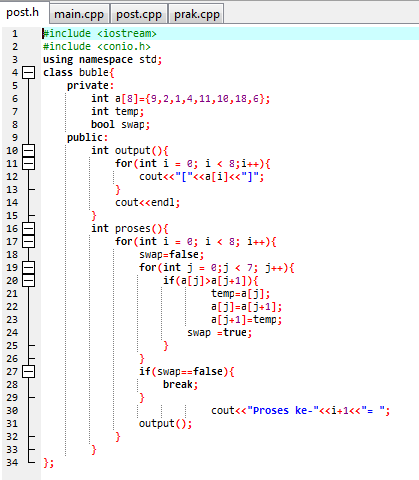 post.h main.cpp post.cpp prak.cpp
1 #include <iostream>
2 #include <conio.h>
3 using namespace std;
4 class buble{
5 private:
6 int a[8]={9,2,1,4,11,10,18,6};
7 int temp;
8 bool swap;
9 public:
10 int output(){
11 for(int i = 0; i < 8;i++){
12 cout<<"["<<a[i]<<"]";
13 }
14 cout<<endl;
15 }
16 int proses(){
17 for(int i = 0; i < 8; i++){
18 swap=false;
19 for(int j = 0;j < 7; j++){
20 if(a[j]>a[j+1]){
21 temp=a[j];
22 a[j]=a[j+1];
23 a[j+1]=temp;
24 swap =true;
25 }
26 }
27 if(swap==false){
28 break;
29 }
30 cout<<"Proses ke-"<<i+1<<"= ";
31 output();
32 }
33 }
34 };